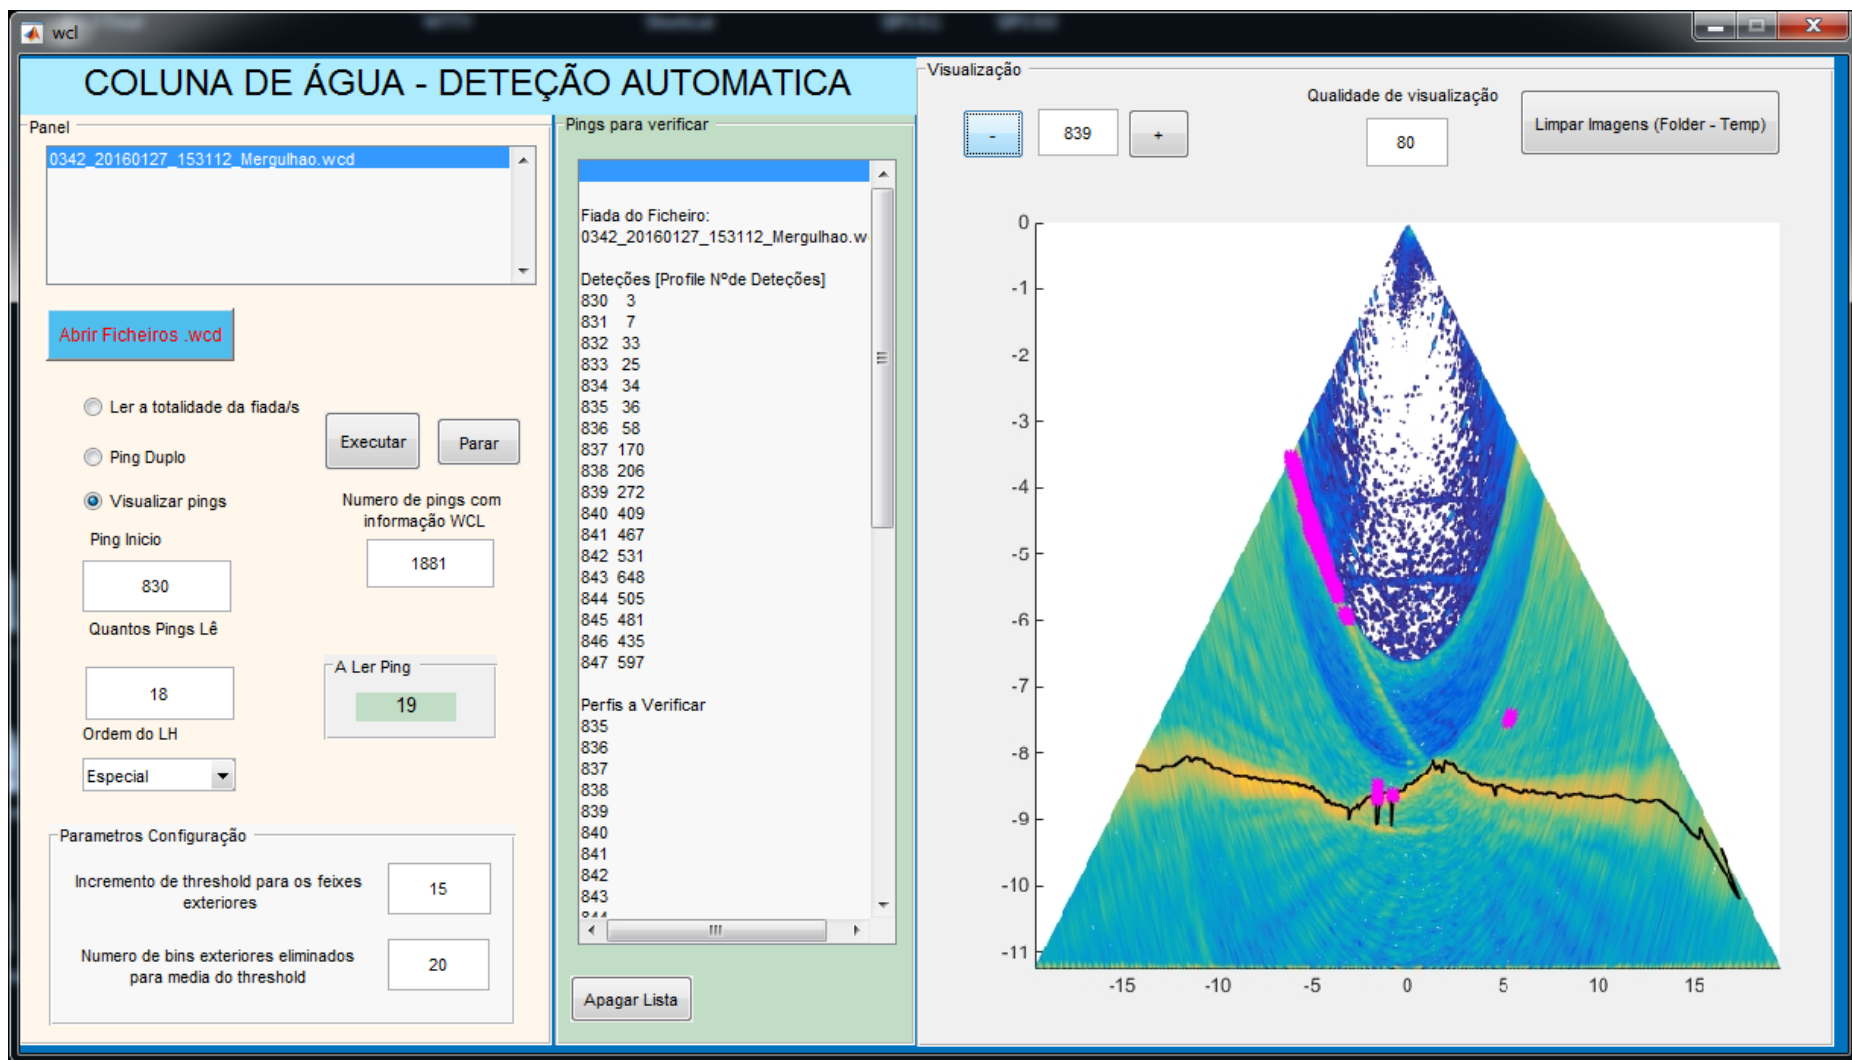 wcl
COLUNA DE ÁGUA - DETEÇÃO AUTOMATICA
Panel
0342_20160127_153112_Mergulhao.wcd
Abrir Ficheiros .wcd
Ler a totalidade da fiada/s
Ping Duplo
Visualizar pings
Executar
Parar
Numero de pings com
informação WCL
1881
Ping Inicio
830
Quantos Pings Lê
18
A Ler Ping
19
Ordem do LH
Especial
Parametros Configuração
Incremento de threshold para os feixes
exteriores
15
Numero de bins exteriores eliminados
para media do threshold
20
Pings para verificar
Fiada do Ficheiro:
0342_20160127_153112_Mergulhao.w
Deteções [Profile Nºde Deteções]
830 3
831 7
832 33
833 25
834 34
835 36
836 58
837 170
838 206
839 272
840 409
841 467
842 531
843 648
844 505
845 481
846 435
847 597
Perfis a Verificar
835
836
837
838
839
840
841
842
843
844
Apagar Lista
Visualização
-
839
+
Qualidade de visualização
80
Limpar Imagens (Folder - Temp)
0
-1
-2
-3
-4
-5
-6
-7
-8
-9
-10
-11
-15 -10 -5 0 5 10 15